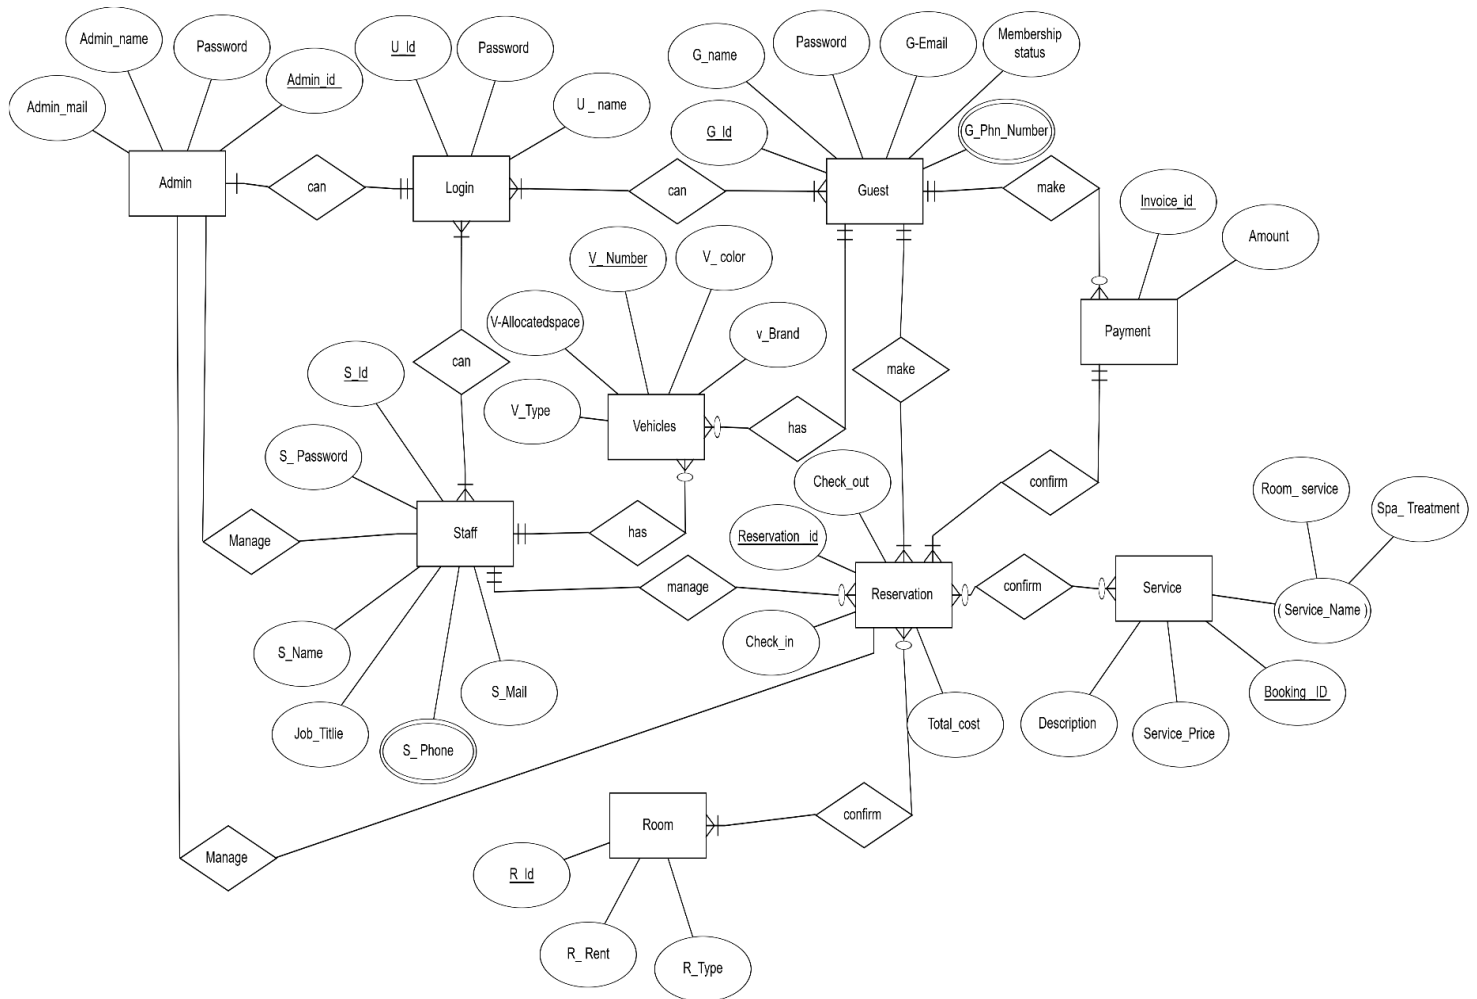 Admin_name
Password
Admin_id
Admin_mail
Admin
can
U_Id
Password
U _ name
Login
can
G_name
Password
G-Email
Membership
status
G_Id
G_Phn_Number
Guest
make
Invoice_id
Amount
Payment
V_ Number
V_ color
V-Allocatedspace
v_Brand
V_Type
Vehicles
has
can
make
S_Id
S_ Password
Manage
Staff
has
manage
Check_out
confirm
Reservation_id
Reservation
Check_in
Total_cost
confirm
Service
Room_ service
Spa_ Treatment
( Service_Name )
Booking_ID
Description
Service_Price
S_Name
Job_Titlie
S_ Phone
S_Mail
Manage
Room
confirm
R_Id
R_ Rent
R_Type